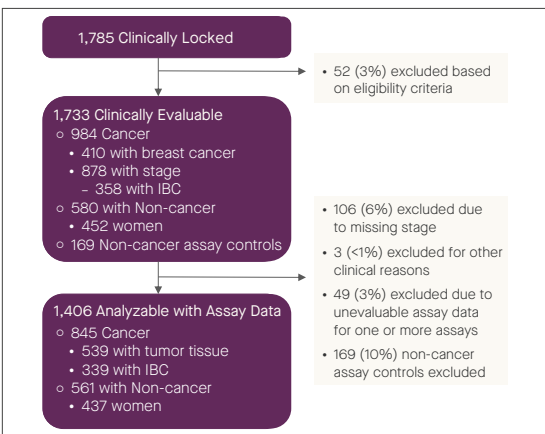 1,785 Clinically Locked
• 52 (3%) excluded based
on eligibility criteria
1,733 Clinically Evaluable
○ 984 Cancer
• 410 with breast cancer
• 878 with stage
– 358 with IBC
○ 580 with Non-cancer
• 452 women
○ 169 Non-cancer assay controls
• 106 (6%) excluded due
to missing stage
• 3 (<1%) excluded for other
clinical reasons
• 49 (3%) excluded due to
unevaluable assay data
for one or more assays
• 169 (10%) non-cancer
assay controls excluded
1,406 Analyzable with Assay Data
○ 845 Cancer
• 539 with tumor tissue
• 339 with IBC
○ 561 with Non-cancer
• 437 women